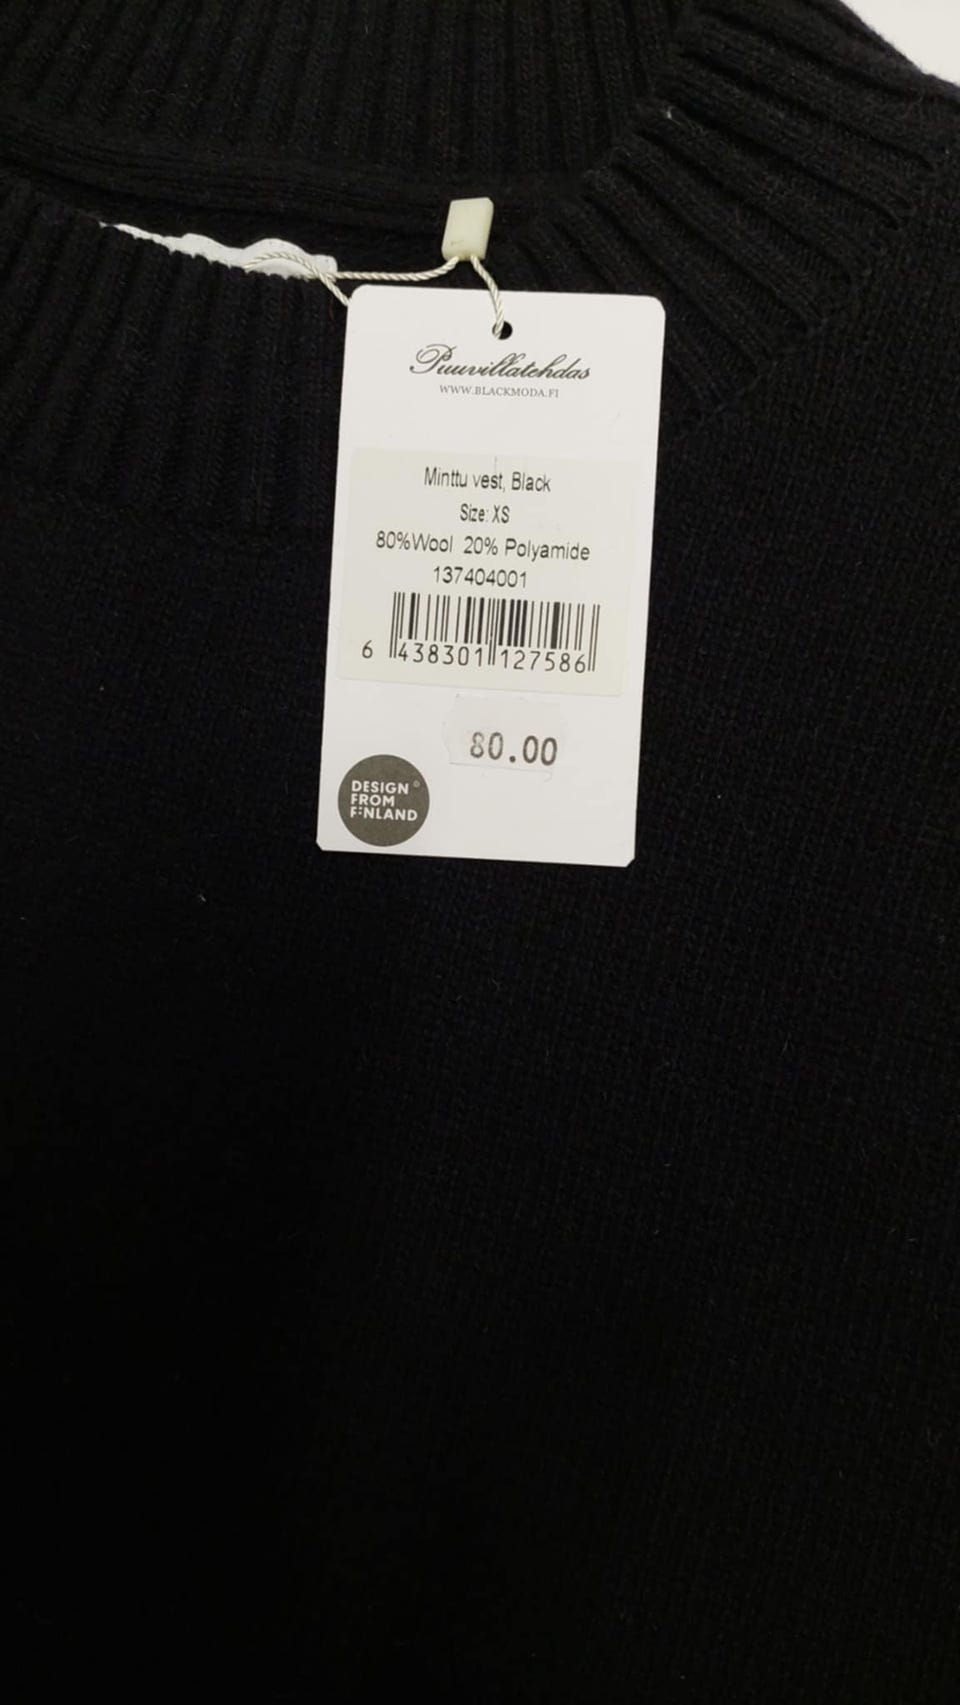 Puuvillatehdas
WWW.BLACKMODA.FI
Minttu vest, Black
Size: XS
80%Wool 20% Polyamide
137404001
6 438301 127586
80.00
DESIGN ®
FROM
FINLAND